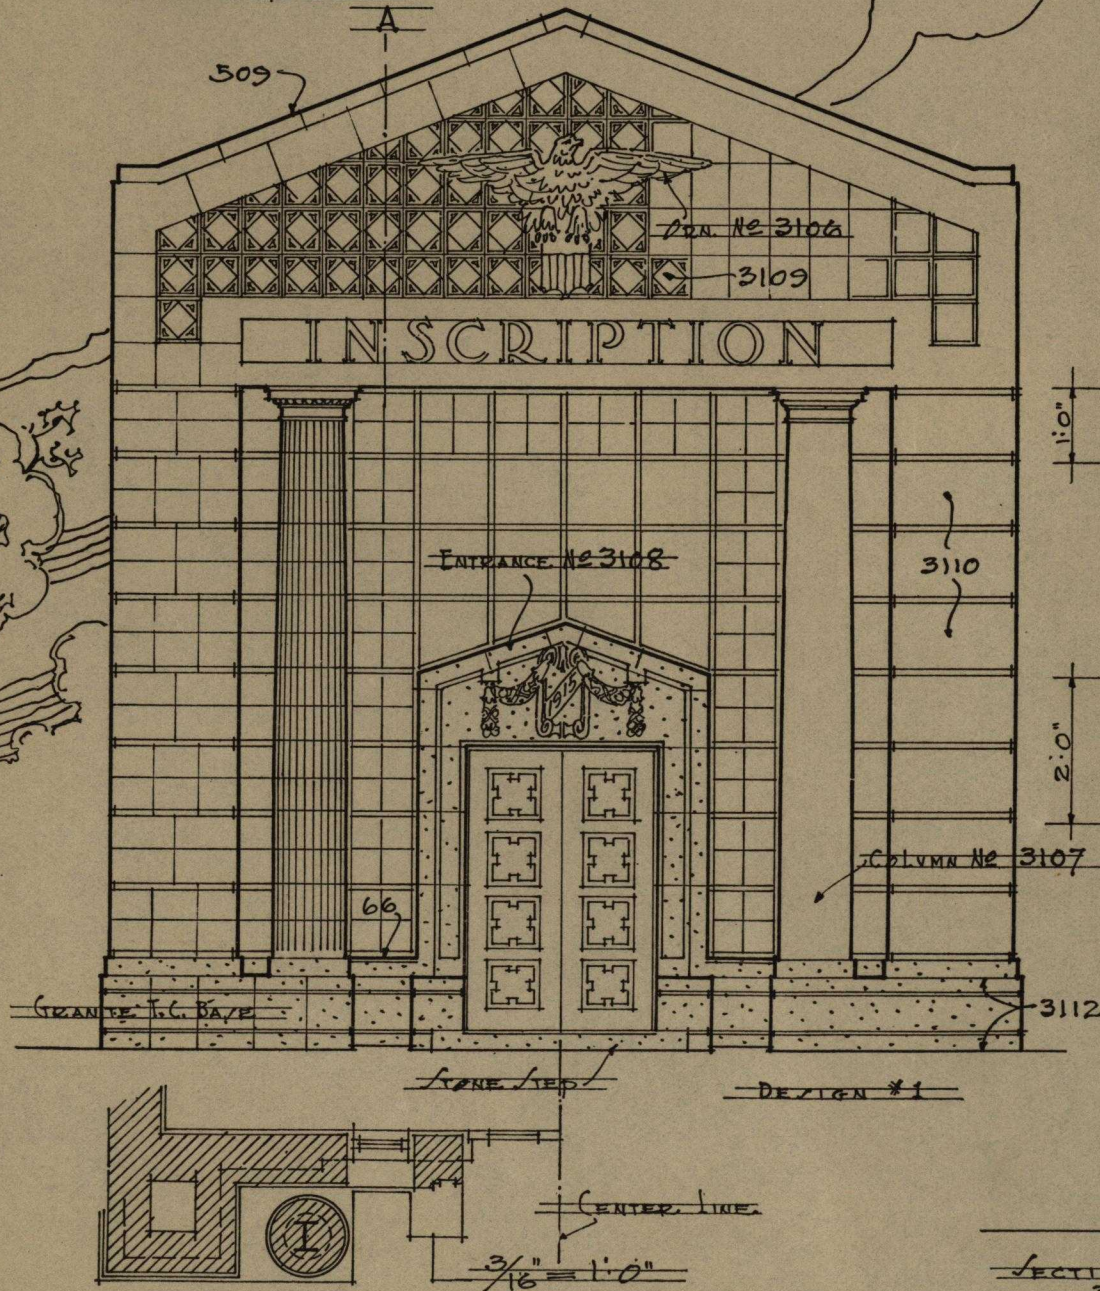 A
509
ORN. No 3106
3109
INSCRIPTION
1'-0"
ENTRANCE No 3108
3110
1915
2'-0"
COLUMN No 3107
66
GRANITE T.C. BASE
3112
STONE STEP
DESIGN #1
CENTER LINE
3/16" = 1'-0"